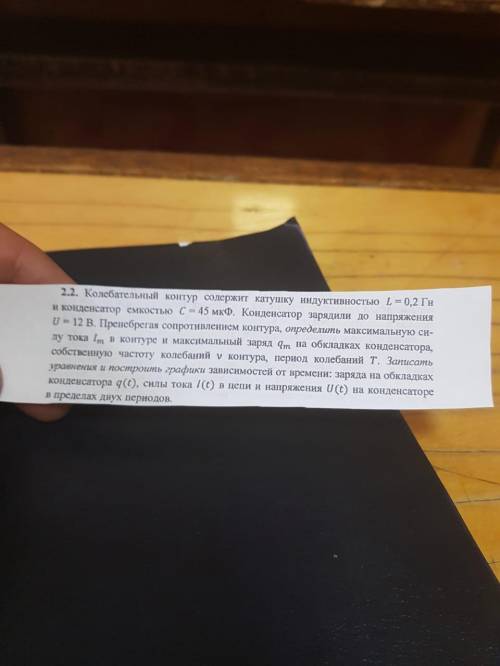 2.2. Колебательный контур содержит катушку индуктивностью L = 0,2 Гн
и конденсатор емкостью C = 45 мкФ. Конденсатор зарядили до напряжения
U = 12 В. Пренебрегая сопротивлением контура, определить максимальную си-
лу тока I_m в контуре и максимальный заряд q_m на обкладках конденсатора,
собственную частоту колебаний ν контура, период колебаний T. Записать
уравнения и построить графики зависимостей от времени: заряда на обкладках
конденсатора q(t), силы тока I(t) в цепи и напряжения U(t) на конденсаторе
в пределах двух периодов.